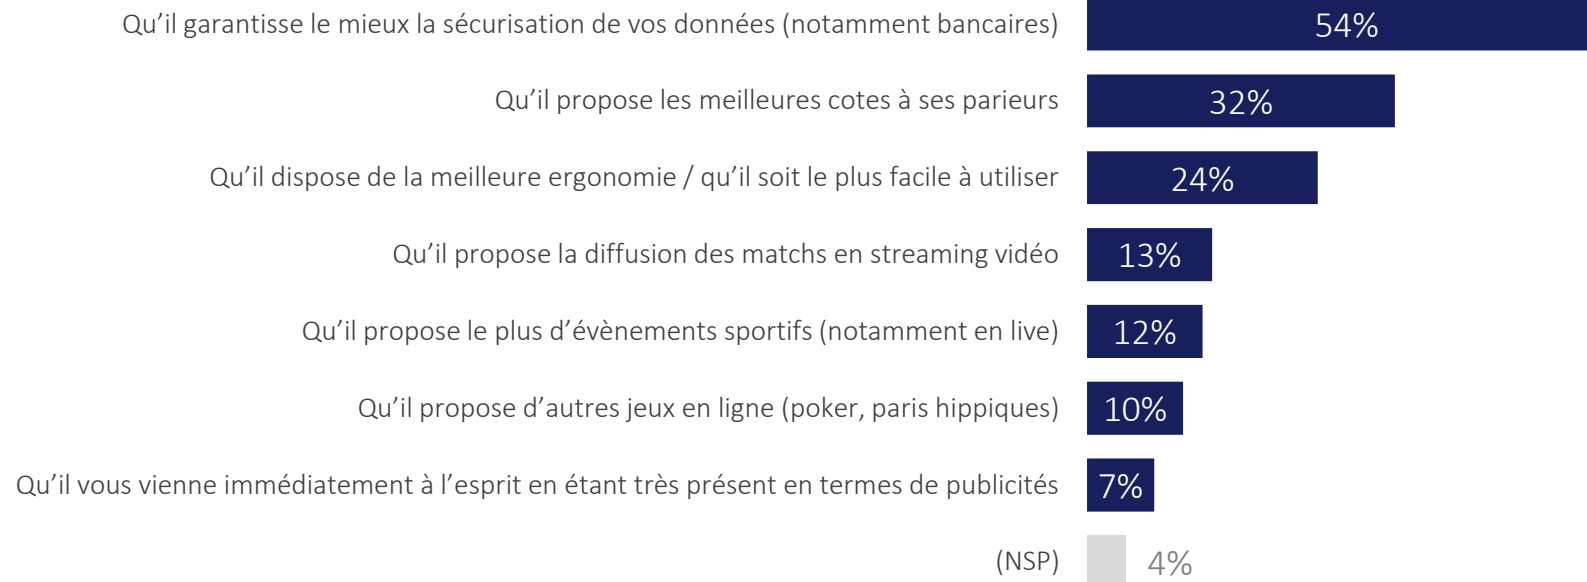 Qu’il garantisse le mieux la sécurisation de vos données (notamment bancaires) 54%
Qu’il propose les meilleures cotes à ses parieurs 32%
Qu’il dispose de la meilleure ergonomie / qu’il soit le plus facile à utiliser 24%
Qu’il propose la diffusion des matchs en streaming vidéo 13%
Qu’il propose le plus d’évènements sportifs (notamment en live) 12%
Qu’il propose d’autres jeux en ligne (poker, paris hippiques) 10%
Qu’il vous vienne immédiatement à l’esprit en étant très présent en termes de publicités 7%
(NSP) 4%